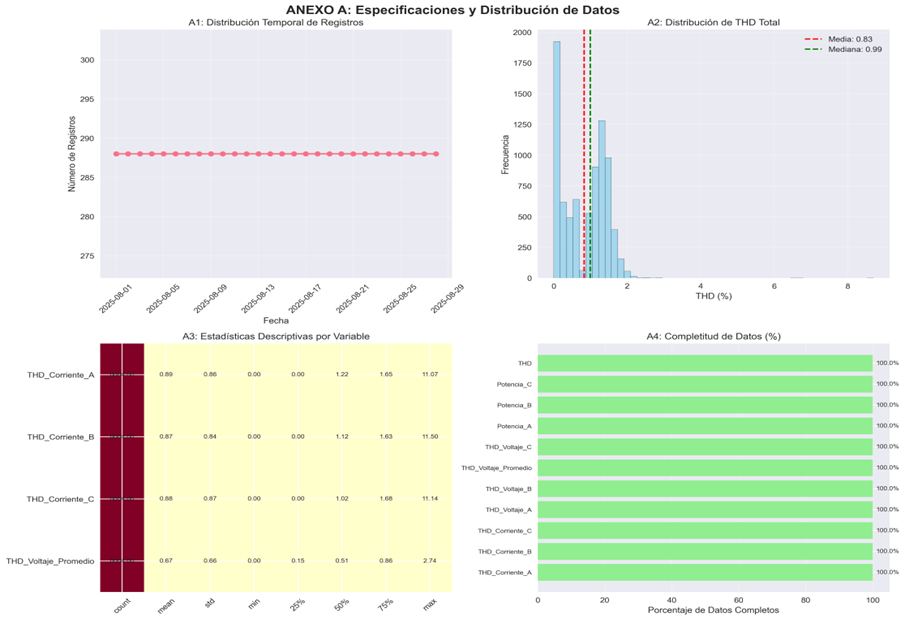 ANEXO A: Especificaciones y Distribución de Datos
A1: Distribución Temporal de Registros
300
295
290
285
280
275
Número de Registros
2025-08-01
2025-08-05
2025-08-09
2025-08-13
2025-08-17
2025-08-21
2025-08-25
2025-08-29
Fecha
A2: Distribución de THD Total
Media: 0.83
Mediana: 0.99
2000
1750
1500
1250
1000
750
500
250
0
Frecuencia
0 2 4 6 8
THD (%)
A3: Estadísticas Descriptivas por Variable
THD_Corriente_A 0.89 0.86 0.00 0.00 1.22 1.65 11.07
THD_Corriente_B 0.87 0.84 0.00 0.00 1.12 1.63 11.50
THD_Corriente_C 0.88 0.87 0.00 0.00 1.02 1.68 11.14
THD_Voltaje_Promedio 0.67 0.66 0.00 0.15 0.51 0.86 2.74
count mean std min 25% 50% 75% max
A4: Completitud de Datos (%)
THD 100.0%
Potencia_C 100.0%
Potencia_B 100.0%
Potencia_A 100.0%
THD_Voltaje_C 100.0%
THD_Voltaje_Promedio 100.0%
THD_Voltaje_B 100.0%
THD_Voltaje_A 100.0%
THD_Corriente_C 100.0%
THD_Corriente_B 100.0%
THD_Corriente_A 100.0%
0 20 40 60 80 100
Porcentaje de Datos Completos